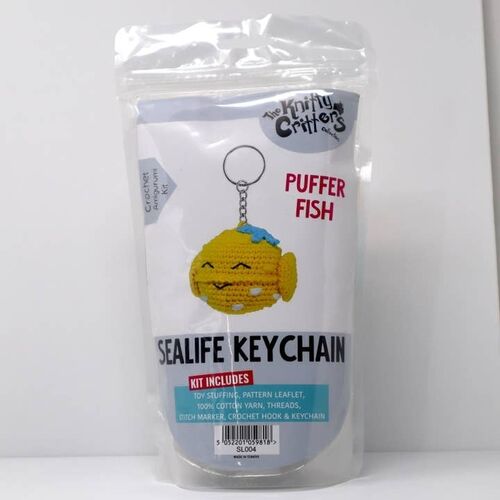 The
Knitty
Critters
Collection
Crochet
Amigurumi
Kit
PUFFER
FISH
SEALIFE KEYCHAIN
KIT INCLUDES
TOY STUFFING, PATTERN LEAFLET,
100% COTTON YARN, THREADS,
STITCH MARKER, CROCHET HOOK & KEYCHAIN
5 052201 059818 >
SL004